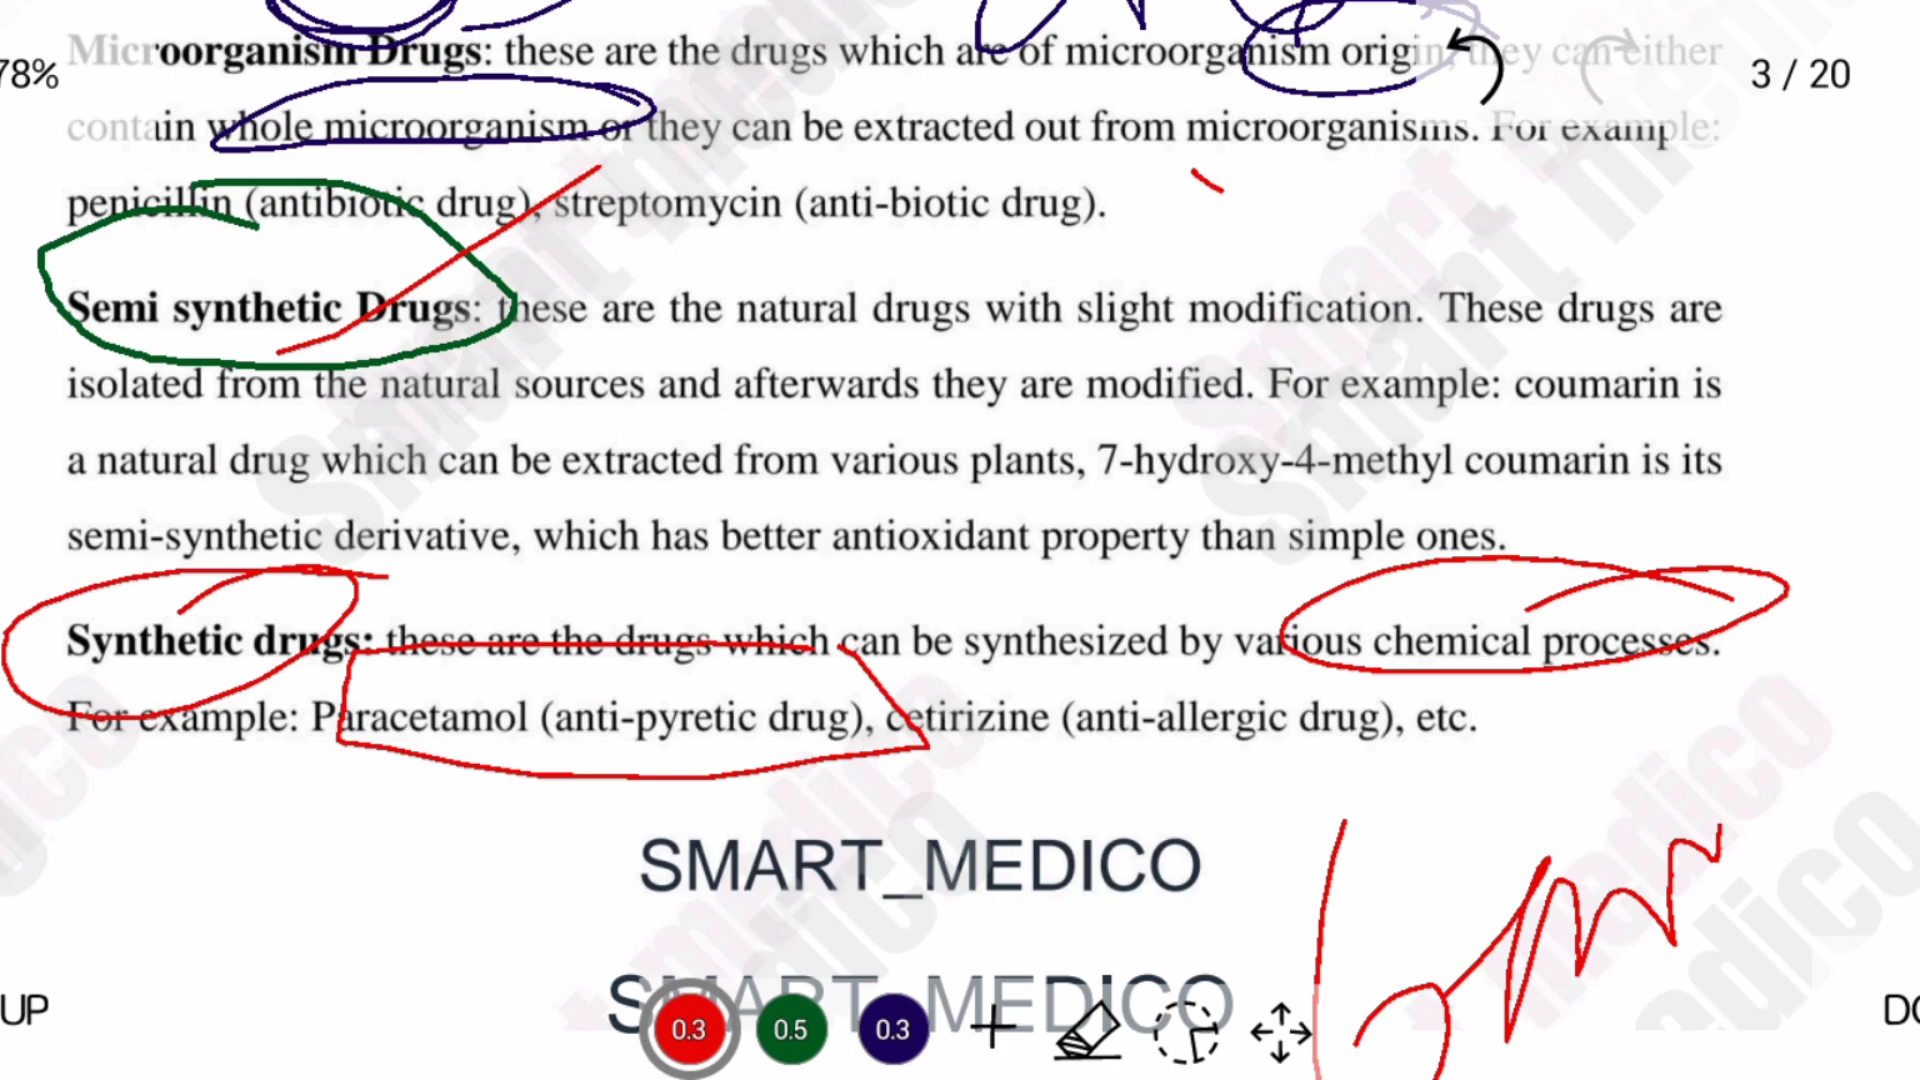 Microorganism Drugs: these are the drugs which are of microorganism origin, they can either
78%
3 / 20
contain whole microorganism or they can be extracted out from microorganisms. For example:
penicillin (antibiotic drug), streptomycin (anti-biotic drug).
Semi synthetic Drugs: these are the natural drugs with slight modification. These drugs are
isolated from the natural sources and afterwards they are modified. For example: coumarin is
a natural drug which can be extracted from various plants, 7-hydroxy-4-methyl coumarin is its
semi-synthetic derivative, which has better antioxidant property than simple ones.
Synthetic drugs: these are the drugs which can be synthesized by various chemical processes.
For example: Paracetamol (anti-pyretic drug), cetirizine (anti-allergic drug), etc.
SMART_MEDICO
SMART_MEDICO
UP
0.3
0.5
0.3